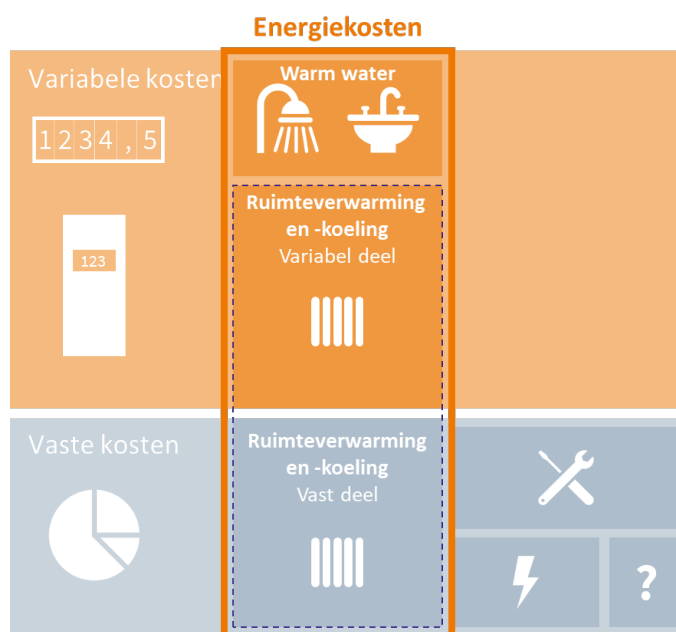 Energiekosten
Variabele kosten
1234,5
123
Warm water
Ruimteverwarming
en -koeling
Variabel deel
Vaste kosten
Ruimteverwarming
en -koeling
Vast deel
?